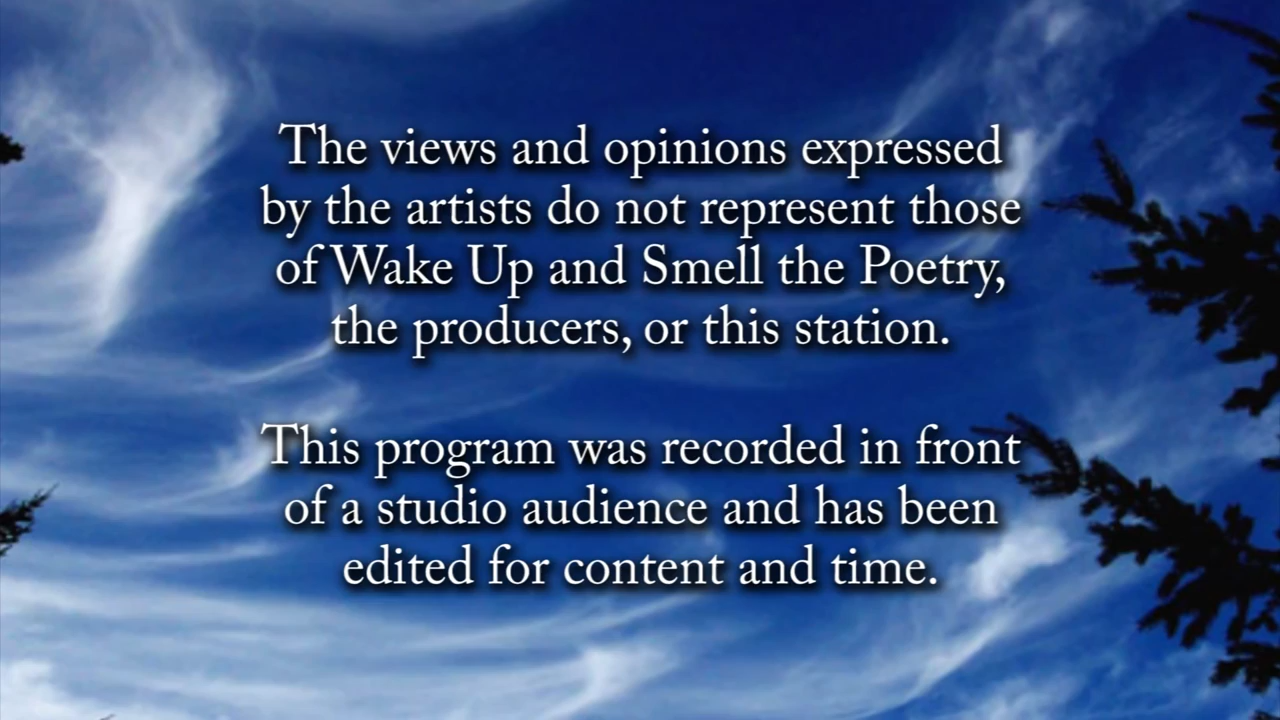 The views and opinions expressed
by the artists do not represent those
of Wake Up and Smell the Poetry,
the producers, or this station.
This program was recorded in front
of a studio audience and has been
edited for content and time.